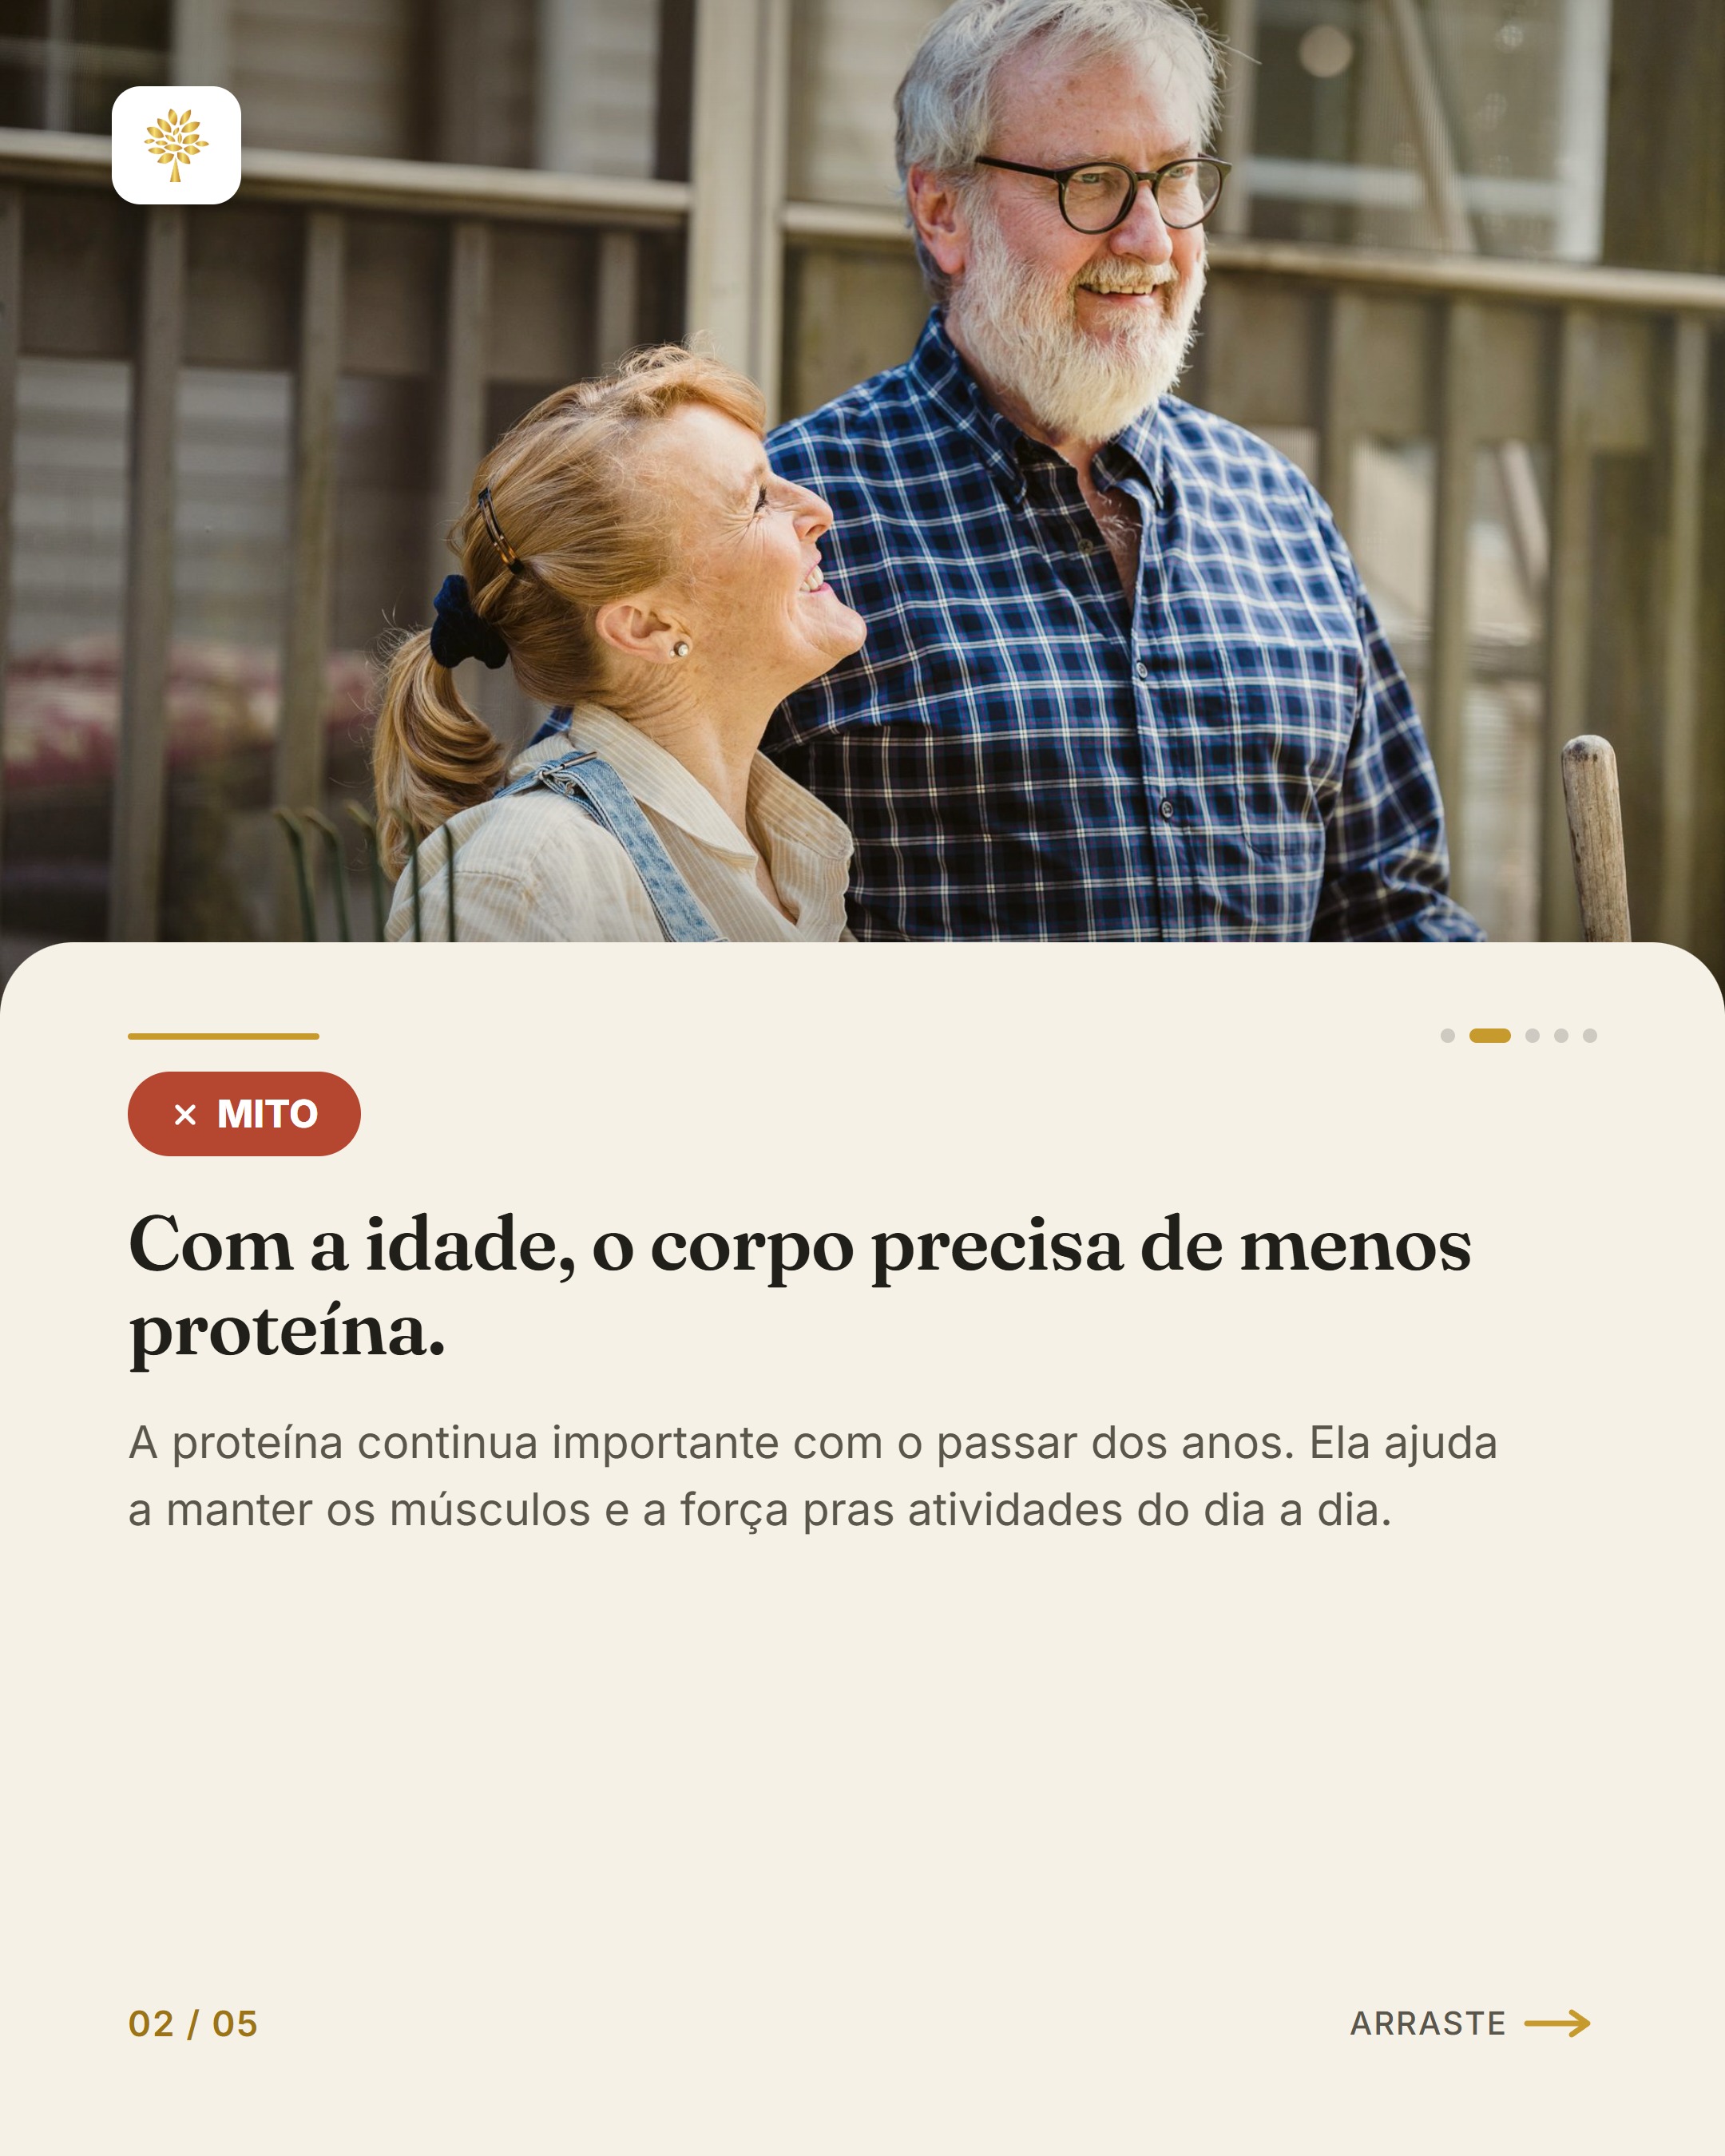 × MITO
Com a idade, o corpo precisa de menos
proteína.
A proteína continua importante com o passar dos anos. Ela ajuda
a manter os músculos e a força pras atividades do dia a dia.
02 / 05
ARRASTE →